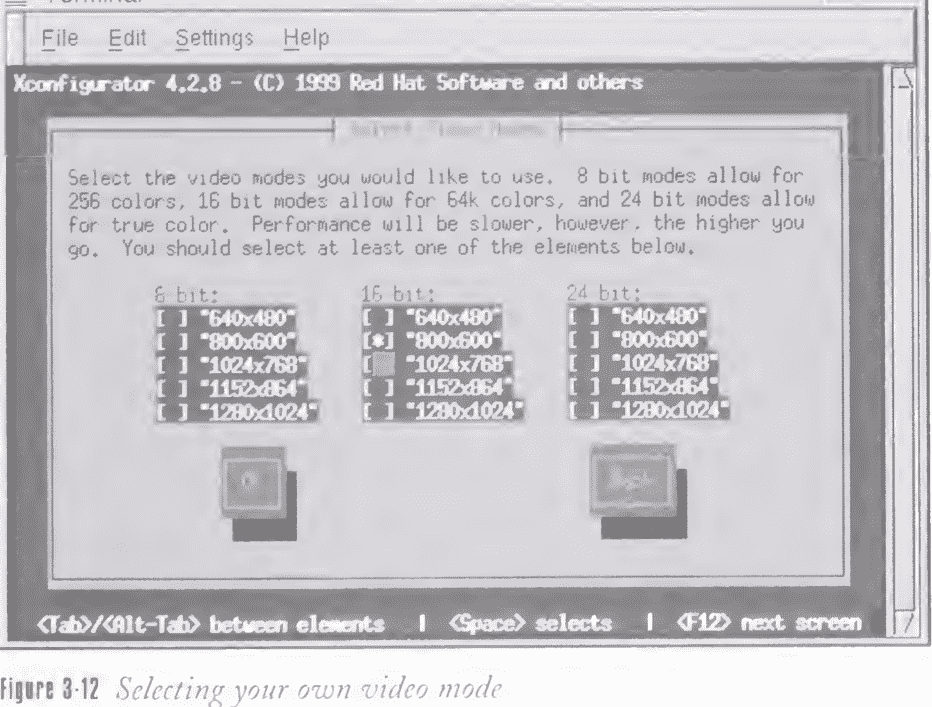 Terminal
File Edit Settings Help
Xconfigurator 4.2.8 - (C) 1999 Red Hat Software and others
Select Video Modes
Select the video modes you would like to use.  8 bit modes allow for
256 colors, 16 bit modes allow for 64k colors, and 24 bit modes allow
for true color.  Performance will be slower, however, the higher you
go.  You should select at least one of the elements below.
8 bit: 16 bit: 24 bit:
[ ] "640x480" [ ] "640x480" [ ] "640x480"
[ ] "800x600" [*] "800x600" [ ] "800x600"
[ ] "1024x768" [ "1024x768" [ ] "1024x768"
[ ] "1152x864" [ ] "1152x864" [ ] "1152x864"
[ ] "1280x1024" [ ] "1280x1024" [ ] "1280x1024"
<Tab>/<Alt-Tab> between elements | <Space> selects | <F12> next screen
Figure 3-12 Selecting your own video mode